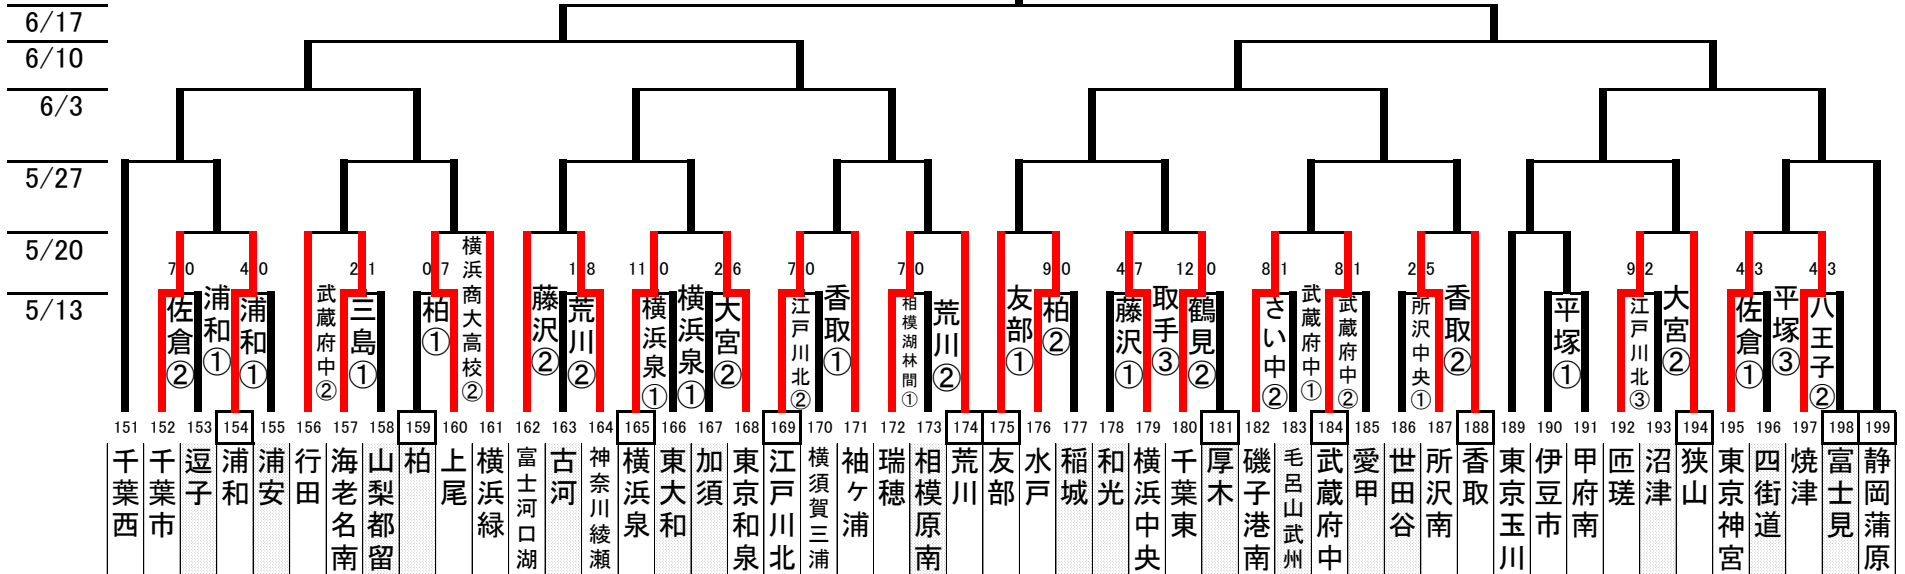 6/17
6/10
6/3
5/27
5/20
5/13
7 0
4 0
2 1
0 7
1 8
11 0
2 6
7 0
7 0
9 0
4 7
12 0
8 1
8 1
2 5
9 2
4 3
4 3
佐倉②
浦和①
浦和①
武蔵府中②
三島①
柏①
横浜商大高校②
藤沢②
荒川②
横浜泉①
横浜泉①
大宮②
江戸川北②
香取①
相模湖林間①
荒川②
友部①
柏②
藤沢①
取手③
鶴見②
さい中②
武蔵府中①
武蔵府中②
所沢中央①
香取②
平塚①
江戸川北③
大宮②
佐倉①
平塚③
八王子②
151 152 153 154 155 156 157 158 159 160 161 162 163 164 165 166 167 168 169 170 171 172 173 174 175 176 177 178 179 180 181 182 183 184 185 186 187 188 189 190 191 192 193 194 195 196 197 198 199
千葉西
千葉市
逗子
浦和
浦安
行田
海老名南
山梨都留
柏
上尾
横浜緑
富士河口湖
古河
神奈川綾瀬
横浜泉
東大和
加須
東京和泉
江戸川北
横須賀三浦
袖ヶ浦
瑞穂
相模原南
荒川
友部
水戸
稲城
和光
横浜中央
千葉東
厚木
磯子港南
毛呂山武州
武蔵府中
愛甲
世田谷
所沢南
香取
東京玉川
伊豆市
甲府南
匝瑳
沼津
狭山
東京神宮
四街道
焼津
富士見
静岡蒲原